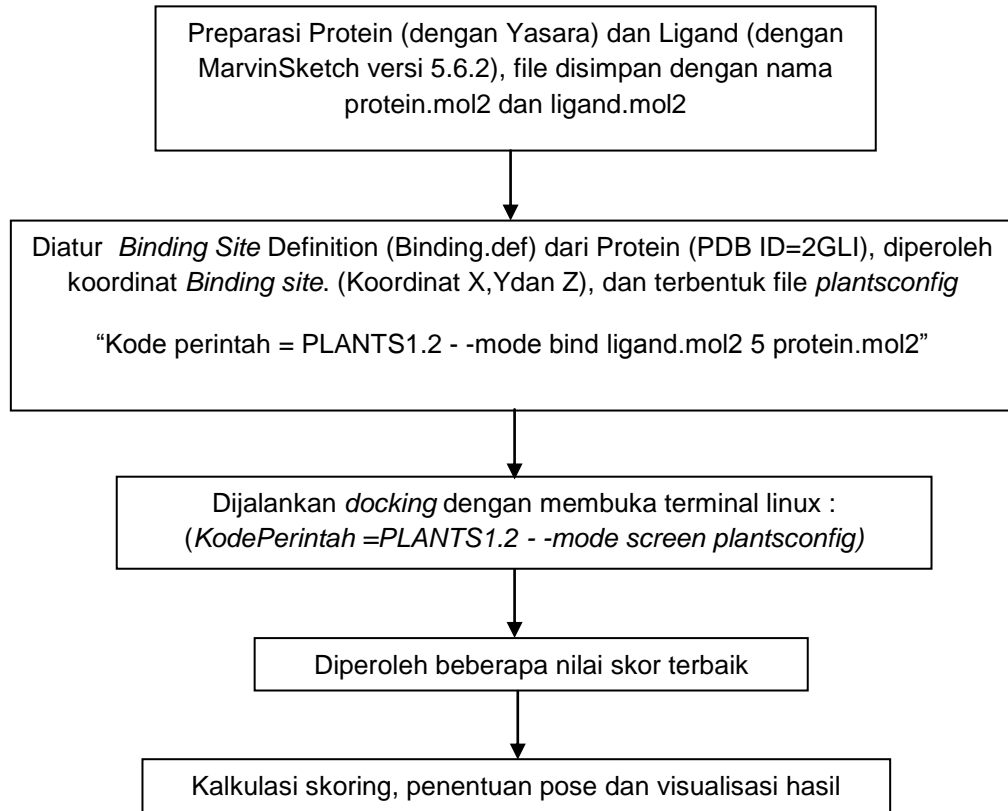 Preparasi Protein (dengan Yasara) dan Ligand (dengan
MarvinSketch versi 5.6.2), file disimpan dengan nama
protein.mol2 dan ligand.mol2
Diatur Binding Site Definition (Binding.def) dari Protein (PDB ID=2GLI), diperoleh
koordinat Binding site. (Koordinat X,Ydan Z), dan terbentuk file plantsconfig
“Kode perintah = PLANTS1.2 - -mode bind ligand.mol2 5 protein.mol2”
Dijalankan docking dengan membuka terminal linux :
(KodePerintah =PLANTS1.2 - -mode screen plantsconfig)
Diperoleh beberapa nilai skor terbaik
Kalkulasi skoring, penentuan pose dan visualisasi hasil